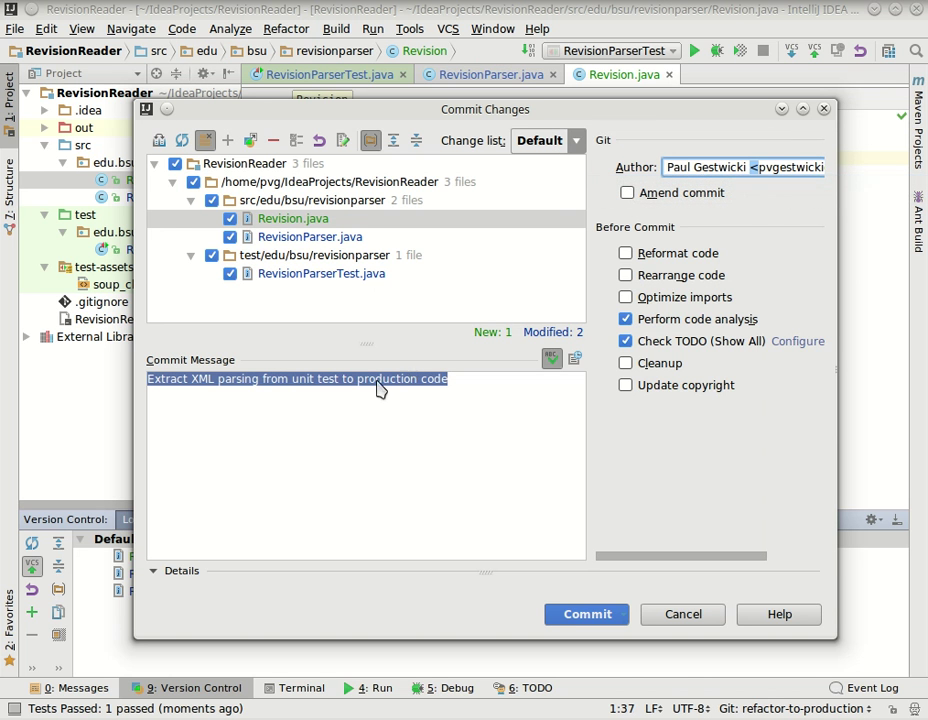 RevisionReader - [~/IdeaProjects/RevisionReader] - [RevisionReader] - ~/IdeaProjects/RevisionReader/src/edu/bsu/revisionparser/Revision.java - IntelliJ IDEA ...
File Edit View Navigate Code Analyze Refactor Build Run Tools VCS Window Help
RevisionReader src edu bsu revisionparser Revision RevisionParserTest VCS VCS
Project RevisionParserTest.java RevisionParser.java Revision.java
1: Project
7: Structure
2: Favorites
Maven Projects
Ant Build
RevisionReader ~/IdeaProjects/
.idea
out
src
edu.bsu
test
edu.bsu
test-assets
soup_cl
.gitignore
RevisionRe
External Libra
Revision
Commit Changes
Change list: Default
RevisionReader 3 files
/home/pvg/IdeaProjects/RevisionReader 3 files
src/edu/bsu/revisionparser 2 files
Revision.java
RevisionParser.java
test/edu/bsu/revisionparser 1 file
RevisionParserTest.java
New: 1 Modified: 2
Commit Message
Extract XML parsing from unit test to production code
Details
Git
Author: Paul Gestwicki <pvgestwicki
Amend commit
Before Commit
Reformat code
Rearrange code
Optimize imports
Perform code analysis
Check TODO (Show All) Configure
Cleanup
Update copyright
Commit Cancel Help
Version Control: Lo
Defau
VCS
0: Messages 9: Version Control Terminal 4: Run 5: Debug 6: TODO Event Log
Tests Passed: 1 passed (moments ago) 1:37 LF UTF-8 Git: refactor-to-production